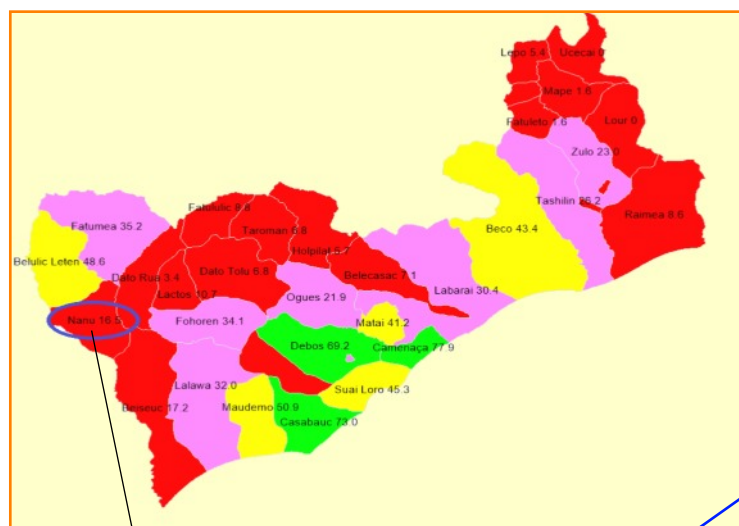 Lepo 5.4
Ucecai 0
Mape 1.6
Fatuleto 1.6
Lour 0
Zulo 23.0
Tashilin 26.2
Raimea 8.6
Beco 43.4
Fatumea 35.2
Fatululic 8.8
Taroman 6.8
Holpilat 5.7
Belecasac 7.1
Belulic Leten 48.6
Dato Rua 3.4
Dato Tolu 6.8
Lactos 10.7
Ogues 21.9
Labarai 30.4
Nanu 16.5
Fohoren 34.1
Matai 41.2
Debos 69.2
Camenaça 77.9
Lalawa 32.0
Suai Loro 45.3
Beiseuc 17.2
Maudemo 50.9
Casabauc 73.0